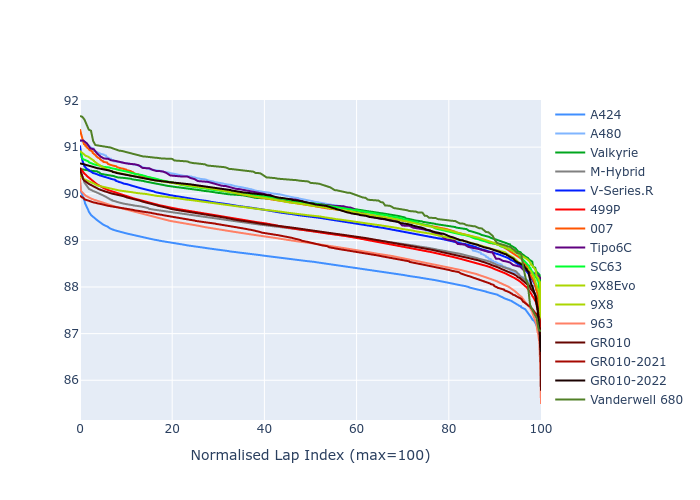 92
91
90
89
88
87
86
0
20
40
60
80
100
Normalised Lap Index (max=100)
A424
A480
Valkyrie
M-Hybrid
V-Series.R
499P
007
Tipo6C
SC63
9X8Evo
9X8
963
GR010
GR010-2021
GR010-2022
Vanderwell 680